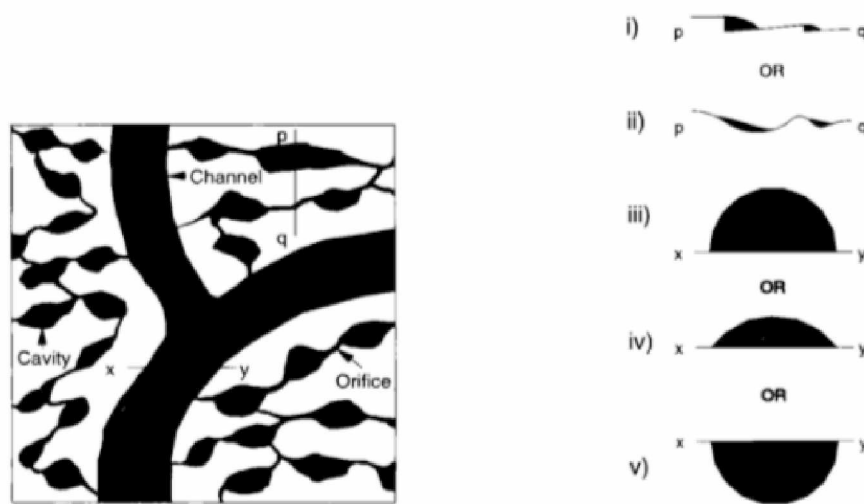 p
Channel
q
Cavity
x y
Orifice
i) p q
OR
ii) p q
iii)
x y
OR
iv)
x y
OR
x y
v)